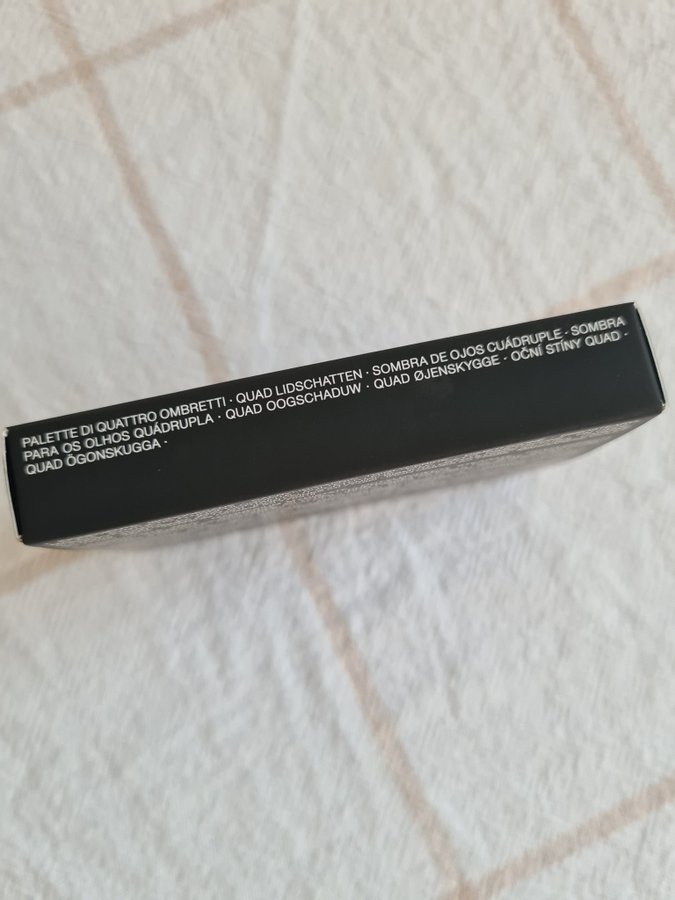 PALETTE DI QUATTRO OMBRETTI · QUAD LIDSCHATTEN · SOMBRA DE OJOS CUÁDRUPLE · SOMBRA
PARA OS OLHOS QUÁDRUPLA · QUAD OOGSCHADUW · QUAD ØJENSKYGGE · OČNÍ STÍNY QUAD ·
QUAD ÖGONSKUGGA ·